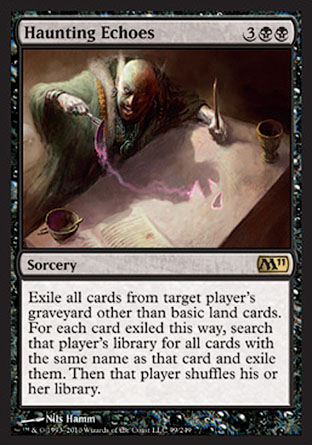 Haunting Echoes 3
Sorcery M11
Exile all cards from target player's
graveyard other than basic land cards.
For each card exiled this way, search
that player's library for all cards with
the same name as that card and exile
them. Then that player shuffles his or
her library.
Nils Hamm
™ & © 1993–2010 Wizards of the Coast LLC 99/249